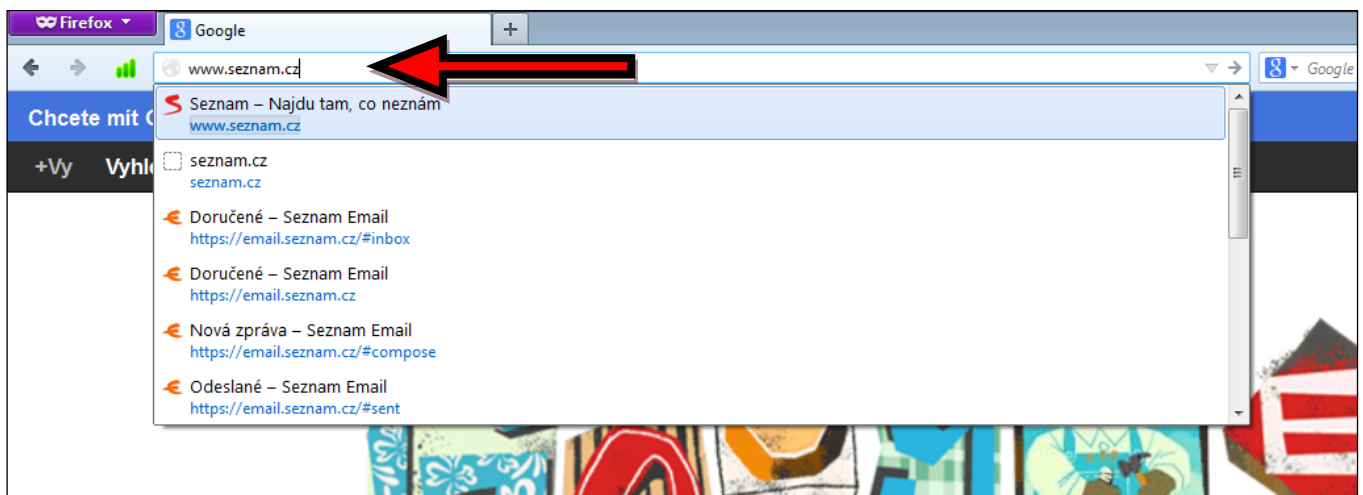 Firefox
Google
www.seznam.cz
Google
Chcete mít
+Vy
Seznam – Najdu tam, co neznám
www.seznam.cz
seznam.cz
seznam.cz
Doručené – Seznam Email
https://email.seznam.cz/#inbox
Doručené – Seznam Email
https://email.seznam.cz
Nová zpráva – Seznam Email
https://email.seznam.cz/#compose
Odeslané – Seznam Email
https://email.seznam.cz/#sent